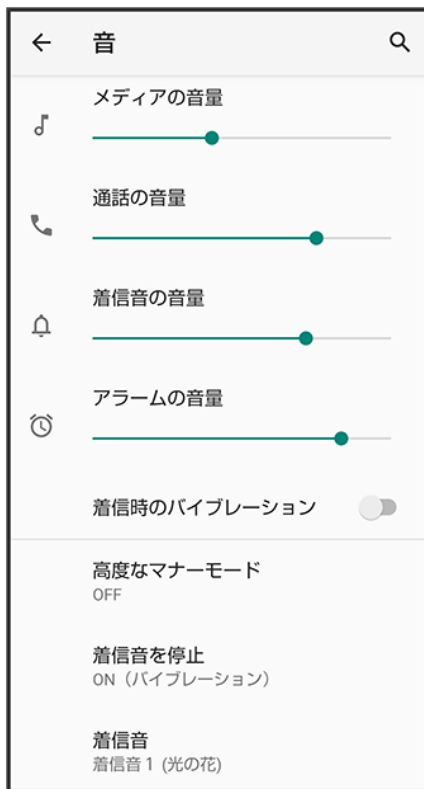 音
メディアの音量
通話の音量
着信音の音量
アラームの音量
着信時のバイブレーション
高度なマナーモード
OFF
着信音を停止
ON（バイブレーション）
着信音
着信音１ (光の花)